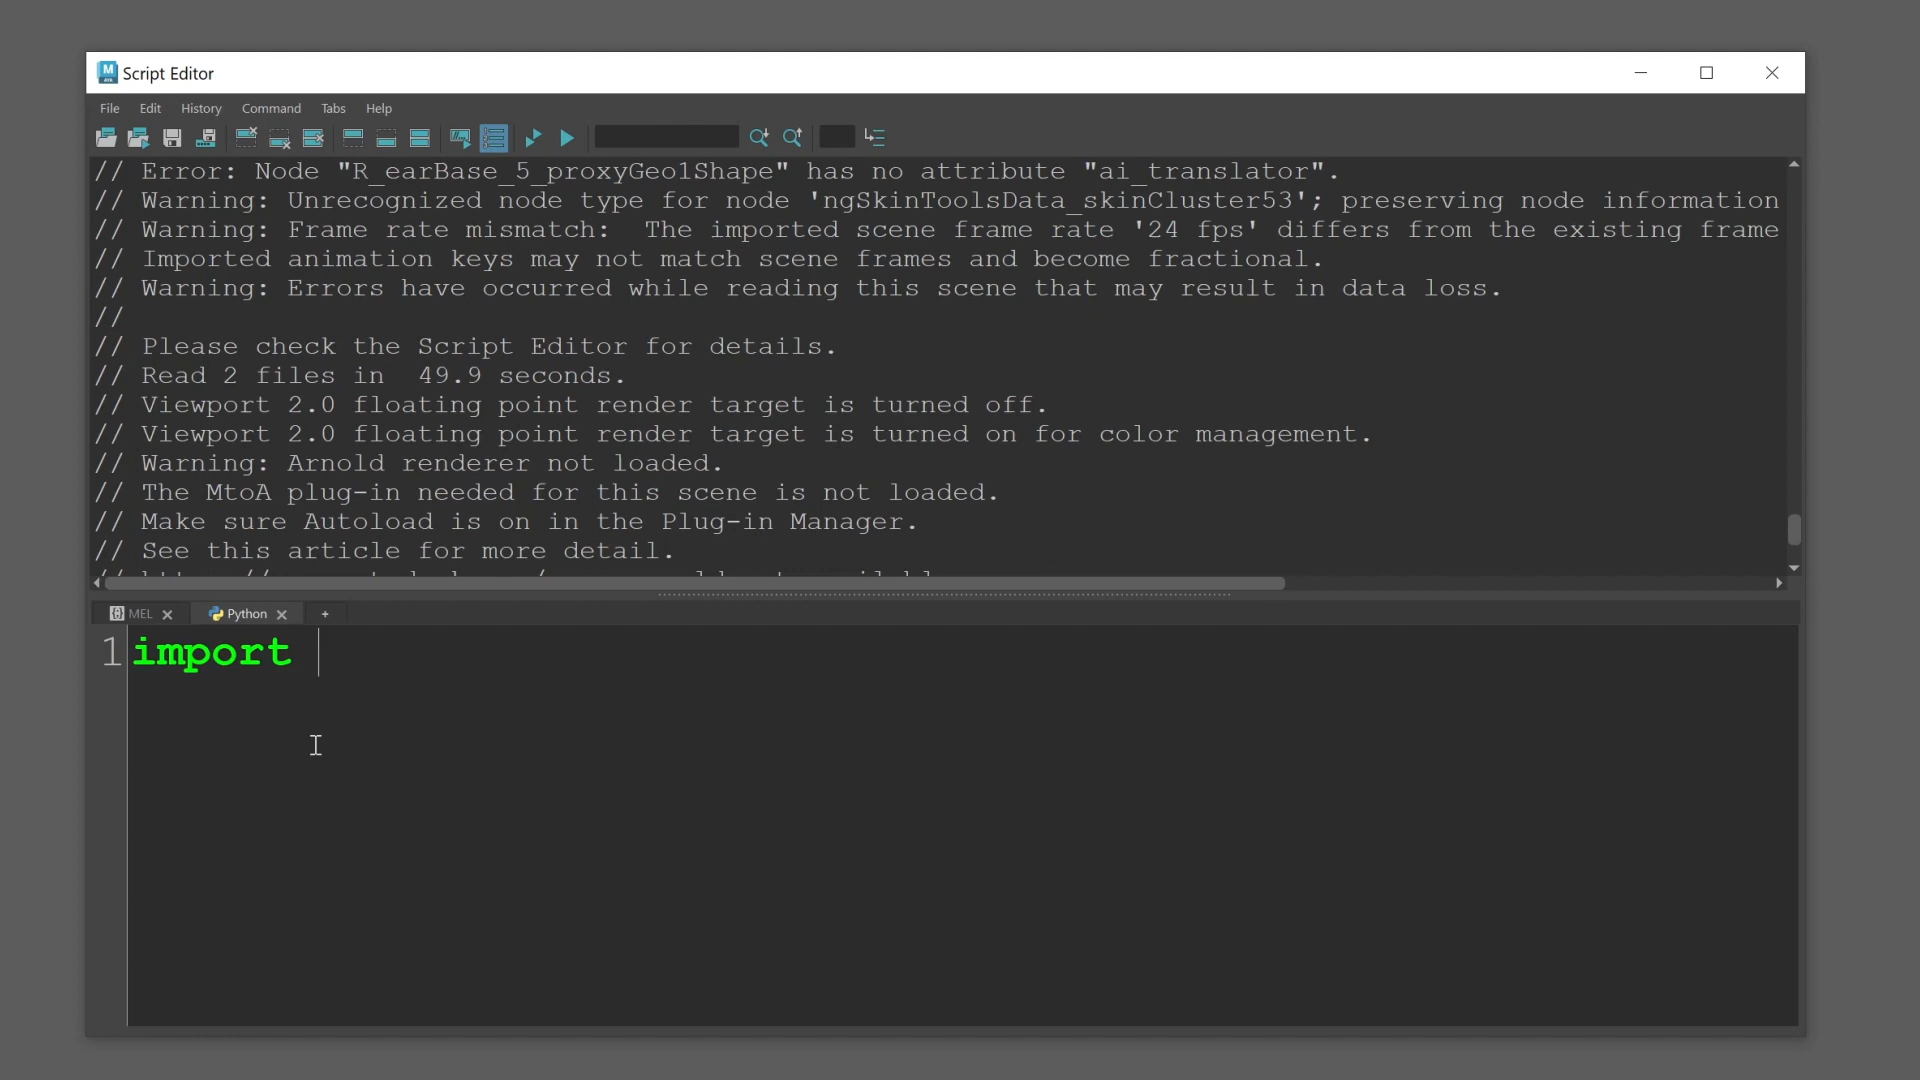 Script Editor
File Edit History Command Tabs Help
// Error: Node "R_earBase_5_proxyGeo1Shape" has no attribute "ai_translator".
// Warning: Unrecognized node type for node 'ngSkinToolsData_skinCluster53'; preserving node information
// Warning: Frame rate mismatch:  The imported scene frame rate '24 fps' differs from the existing frame
// Imported animation keys may not match scene frames and become fractional.
// Warning: Errors have occurred while reading this scene that may result in data loss.
//
// Please check the Script Editor for details.
// Read 2 files in  49.9 seconds.
// Viewport 2.0 floating point render target is turned off.
// Viewport 2.0 floating point render target is turned on for color management.
// Warning: Arnold renderer not loaded.
// The MtoA plug-in needed for this scene is not loaded.
// Make sure Autoload is on in the Plug-in Manager.
// See this article for more detail.
MEL Python +
1 import